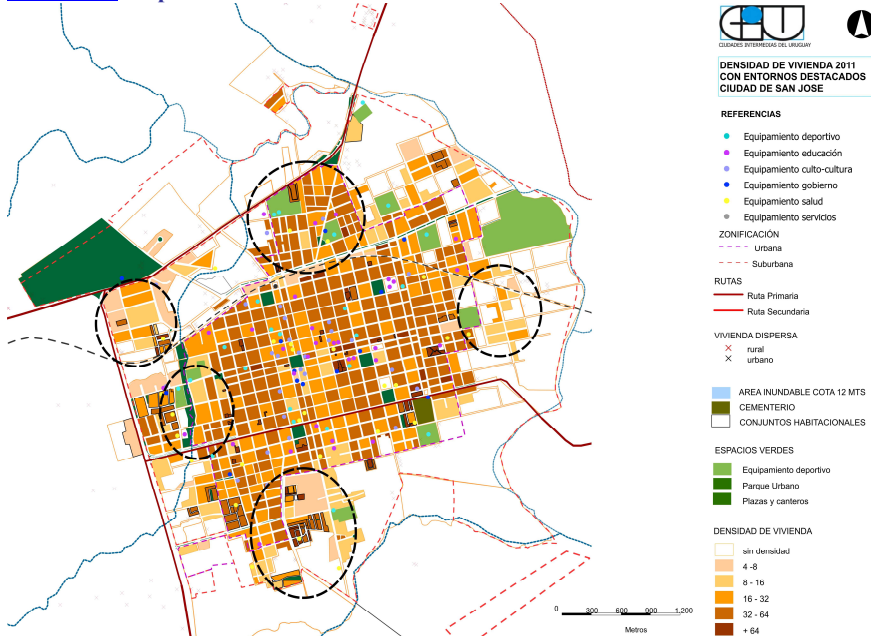 CIUDADES INTERMEDIAS DEL URUGUAY
DENSIDAD DE VIVIENDA 2011
CON ENTORNOS DESTACADOS
CIUDAD DE SAN JOSE
REFERENCIAS
Equipamiento deportivo
Equipamiento educación
Equipamiento culto-cultura
Equipamiento gobierno
Equipamiento salud
Equipamiento servicios
ZONIFICACIÓN
Urbana
Suburbana
RUTAS
Ruta Primaria
Ruta Secundaria
VIVIENDA DISPERSA
rural
urbano
AREA INUNDABLE COTA 12 MTS
CEMENTERIO
CONJUNTOS HABITACIONALES
ESPACIOS VERDES
Equipamiento deportivo
Parque Urbano
Plazas y canteros
DENSIDAD DE VIVIENDA
sin densidad
4 -8
8 - 16
16 - 32
32 - 64
+ 64
0 300 600 900 1,200
Metros